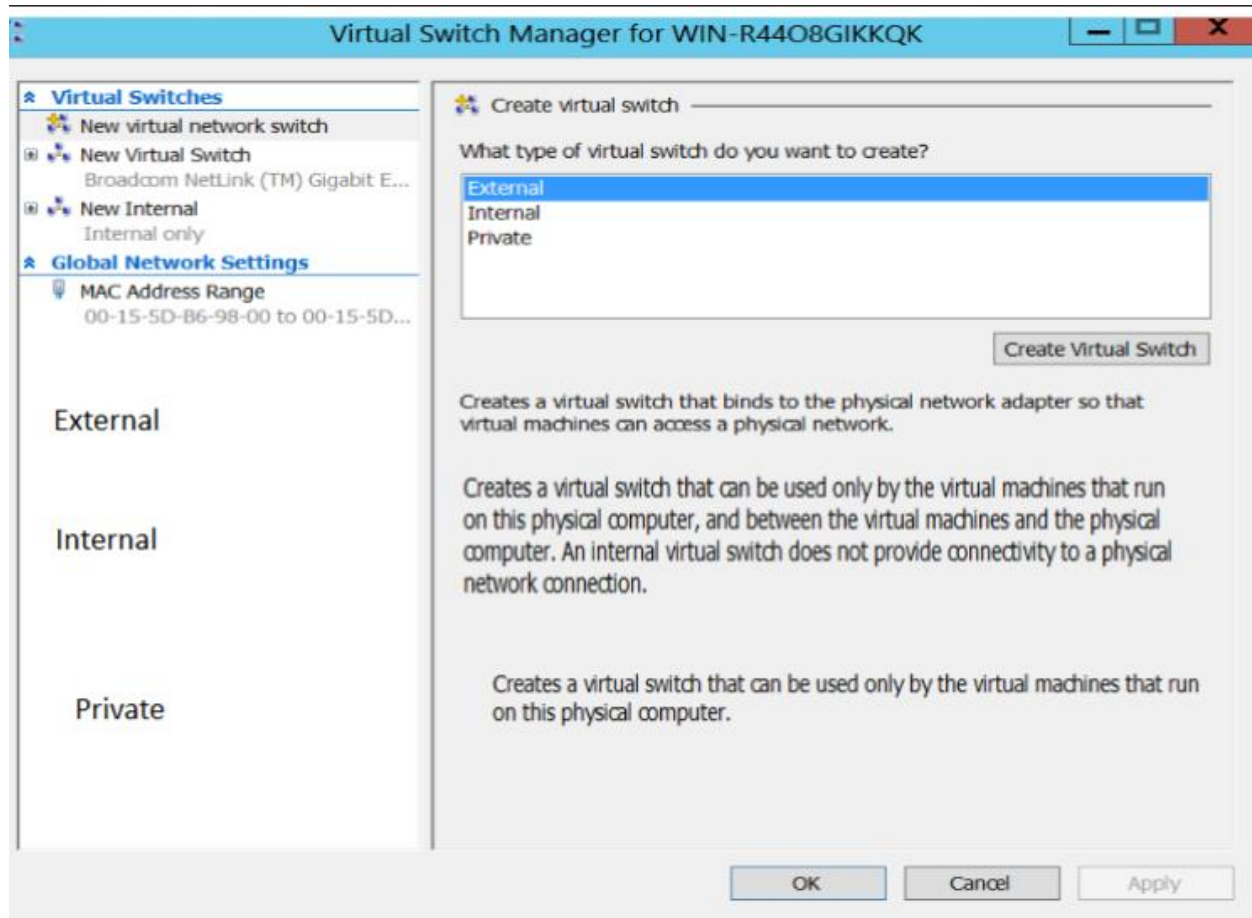 Virtual Switch Manager for WIN-R44O8GIKKQK
Virtual Switches
New virtual network switch
New Virtual Switch
Broadcom NetLink (TM) Gigabit E...
New Internal
Internal only
Global Network Settings
MAC Address Range
00-15-5D-B6-98-00 to 00-15-5D...
External
Internal
Private
Create virtual switch
What type of virtual switch do you want to create?
External
Internal
Private
Create Virtual Switch
Creates a virtual switch that binds to the physical network adapter so that
virtual machines can access a physical network.
Creates a virtual switch that can be used only by the virtual machines that run
on this physical computer, and between the virtual machines and the physical
computer. An internal virtual switch does not provide connectivity to a physical
network connection.
Creates a virtual switch that can be used only by the virtual machines that run
on this physical computer.
OK
Cancel
Apply